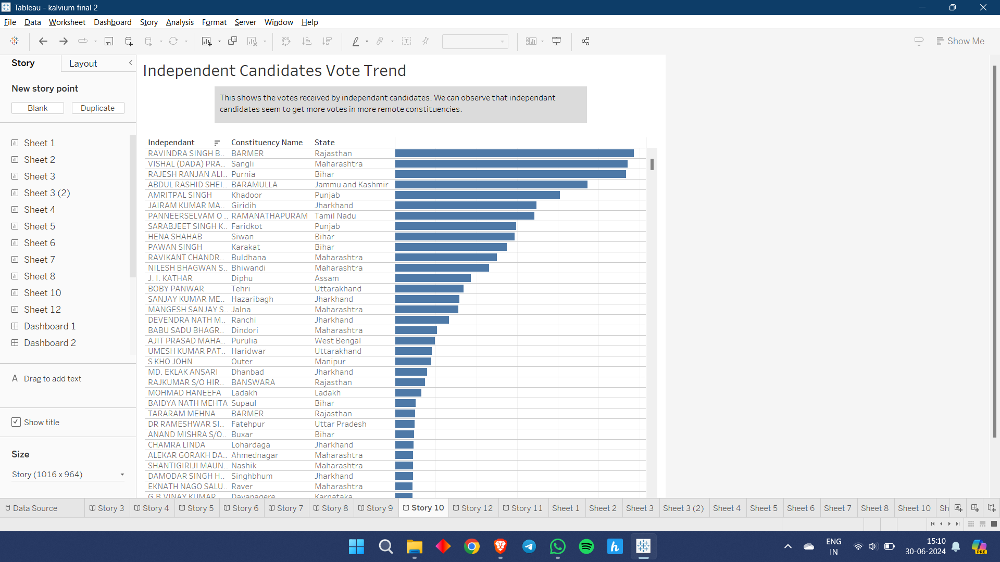 Tableau - kalvium final 2
File Data Worksheet Dashboard Story Analysis Format Server Window Help
Show Me
Story Layout
New story point
Blank Duplicate
Sheet 1
Sheet 2
Sheet 3
Sheet 3 (2)
Sheet 4
Sheet 5
Sheet 6
Sheet 7
Sheet 8
Sheet 10
Sheet 12
Dashboard 1
Dashboard 2
A Drag to add text
Show title
Size
Story (1016 x 964)
Independent Candidates Vote Trend
This shows the votes received by independant candidates. We can observe that independant
candidates seem to get more votes in more remote constituencies.
Independant Constituency Name State
RAVINDRA SINGH B.. BARMER Rajasthan
VISHAL (DADA) PRA.. Sangli Maharashtra
RAJESH RANJAN ALI.. Purnia Bihar
ABDUL RASHID SHEI.. BARAMULLA Jammu and Kashmir
AMRITPAL SINGH Khadoor Punjab
JAIRAM KUMAR MA.. Giridih Jharkhand
PANNEERSELVAM O .. RAMANATHAPURAM Tamil Nadu
SARABJEET SINGH K.. Faridkot Punjab
HENA SHAHAB Siwan Bihar
PAWAN SINGH Karakat Bihar
RAVIKANT CHANDR.. Buldhana Maharashtra
NILESH BHAGWAN S.. Bhiwandi Maharashtra
J. I. KATHAR Diphu Assam
BOBY PANWAR Tehri Uttarakhand
SANJAY KUMAR ME.. Hazaribagh Jharkhand
MANGESH SANJAY S.. Jalna Maharashtra
DEVENDRA NATH M.. Ranchi Jharkhand
BABU SADU BHAGR.. Dindori Maharashtra
AJIT PRASAD MAHA.. Purulia West Bengal
UMESH KUMAR PAT.. Haridwar Uttarakhand
S KHO JOHN Outer Manipur
MD. EKLAK ANSARI Dhanbad Jharkhand
RAJKUMAR S/O HIR.. BANSWARA Rajasthan
MOHMAD HANEEFA Ladakh Ladakh
BAIDYA NATH MEHTA Supaul Bihar
TARARAM MEHNA BARMER Rajasthan
DR RAMESHWAR SI.. Fatehpur Uttar Pradesh
ANAND MISHRA S/O.. Buxar Bihar
CHAMRA LINDA Lohardaga Jharkhand
ALEKAR GORAKH DA.. Ahmednagar Maharashtra
SHANTIGIRIJI MAUN.. Nashik Maharashtra
DAMODAR SINGH H.. Singhbhum Jharkhand
EKNATH NAGO SALU.. Raver Maharashtra
G B VINAY KUMAR Davanagere Karnataka
Data Source Story 3 Story 4 Story 5 Story 6 Story 7 Story 8 Story 9 Story 10 Story 12 Story 11 Sheet 1 Sheet 2 Sheet 3 Sheet 3 (2) Sheet 4 Sheet 5 Sheet 6 Sheet 7 Sheet 8 Sheet 10 Sh
ENG
IN
15:10
30-06-2024
PRE